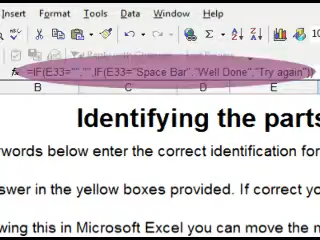 Insert Format Tools Data Window Help
=IF(E33="","",IF(E33="Space Bar","Well Done","Try again"))
B C D E
Identifying the parts
words below enter the correct identification for
swer in the yellow boxes provided. If correct yo
wing this in Microsoft Excel you can move the m